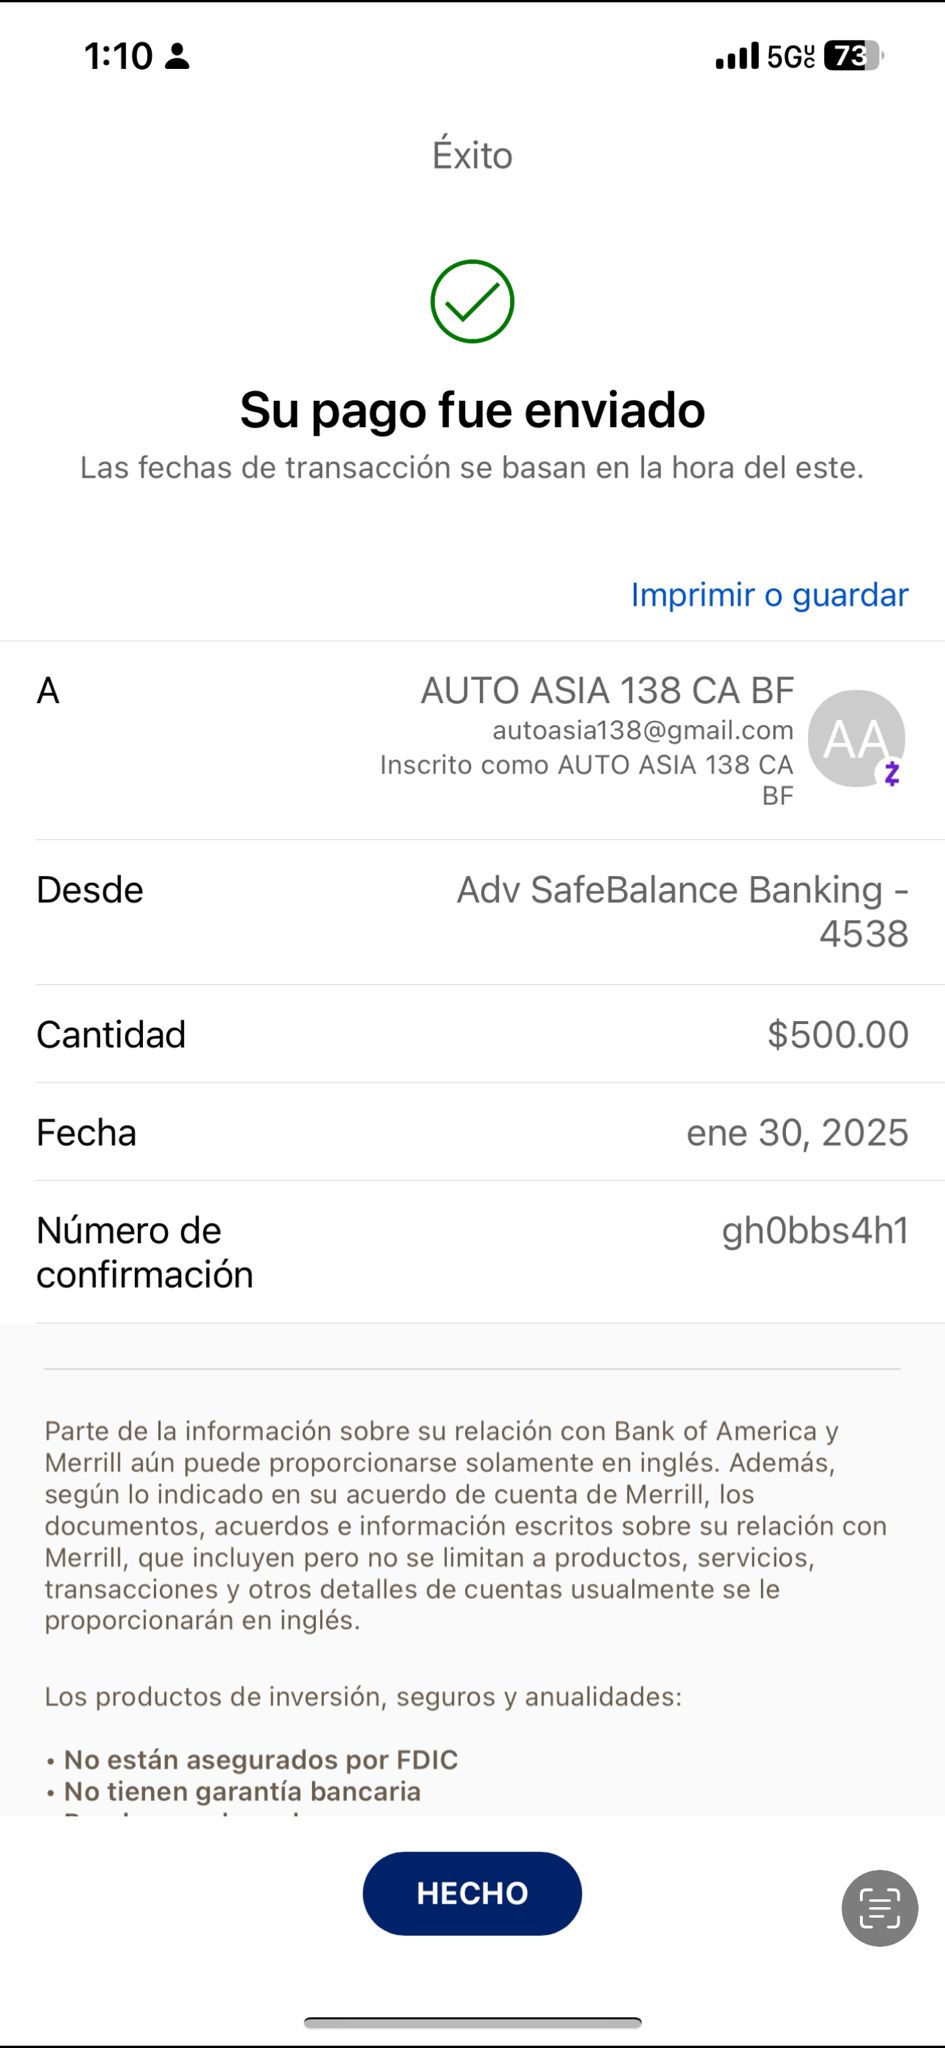 1:10
5G UC
73
Éxito
Su pago fue enviado
Las fechas de transacción se basan en la hora del este.
Imprimir o guardar
A
AUTO ASIA 138 CA BF
autoasia138@gmail.com
Inscrito como AUTO ASIA 138 CA
BF
AA
Desde
Adv SafeBalance Banking -
4538
Cantidad
$500.00
Fecha
ene 30, 2025
Número de
confirmación
gh0bbs4h1
Parte de la información sobre su relación con Bank of America y
Merrill aún puede proporcionarse solamente en inglés. Además,
según lo indicado en su acuerdo de cuenta de Merrill, los
documentos, acuerdos e información escritos sobre su relación con
Merrill, que incluyen pero no se limitan a productos, servicios,
transacciones y otros detalles de cuentas usualmente se le
proporcionarán en inglés.
Los productos de inversión, seguros y anualidades:
• No están asegurados por FDIC
• No tienen garantía bancaria
HECHO